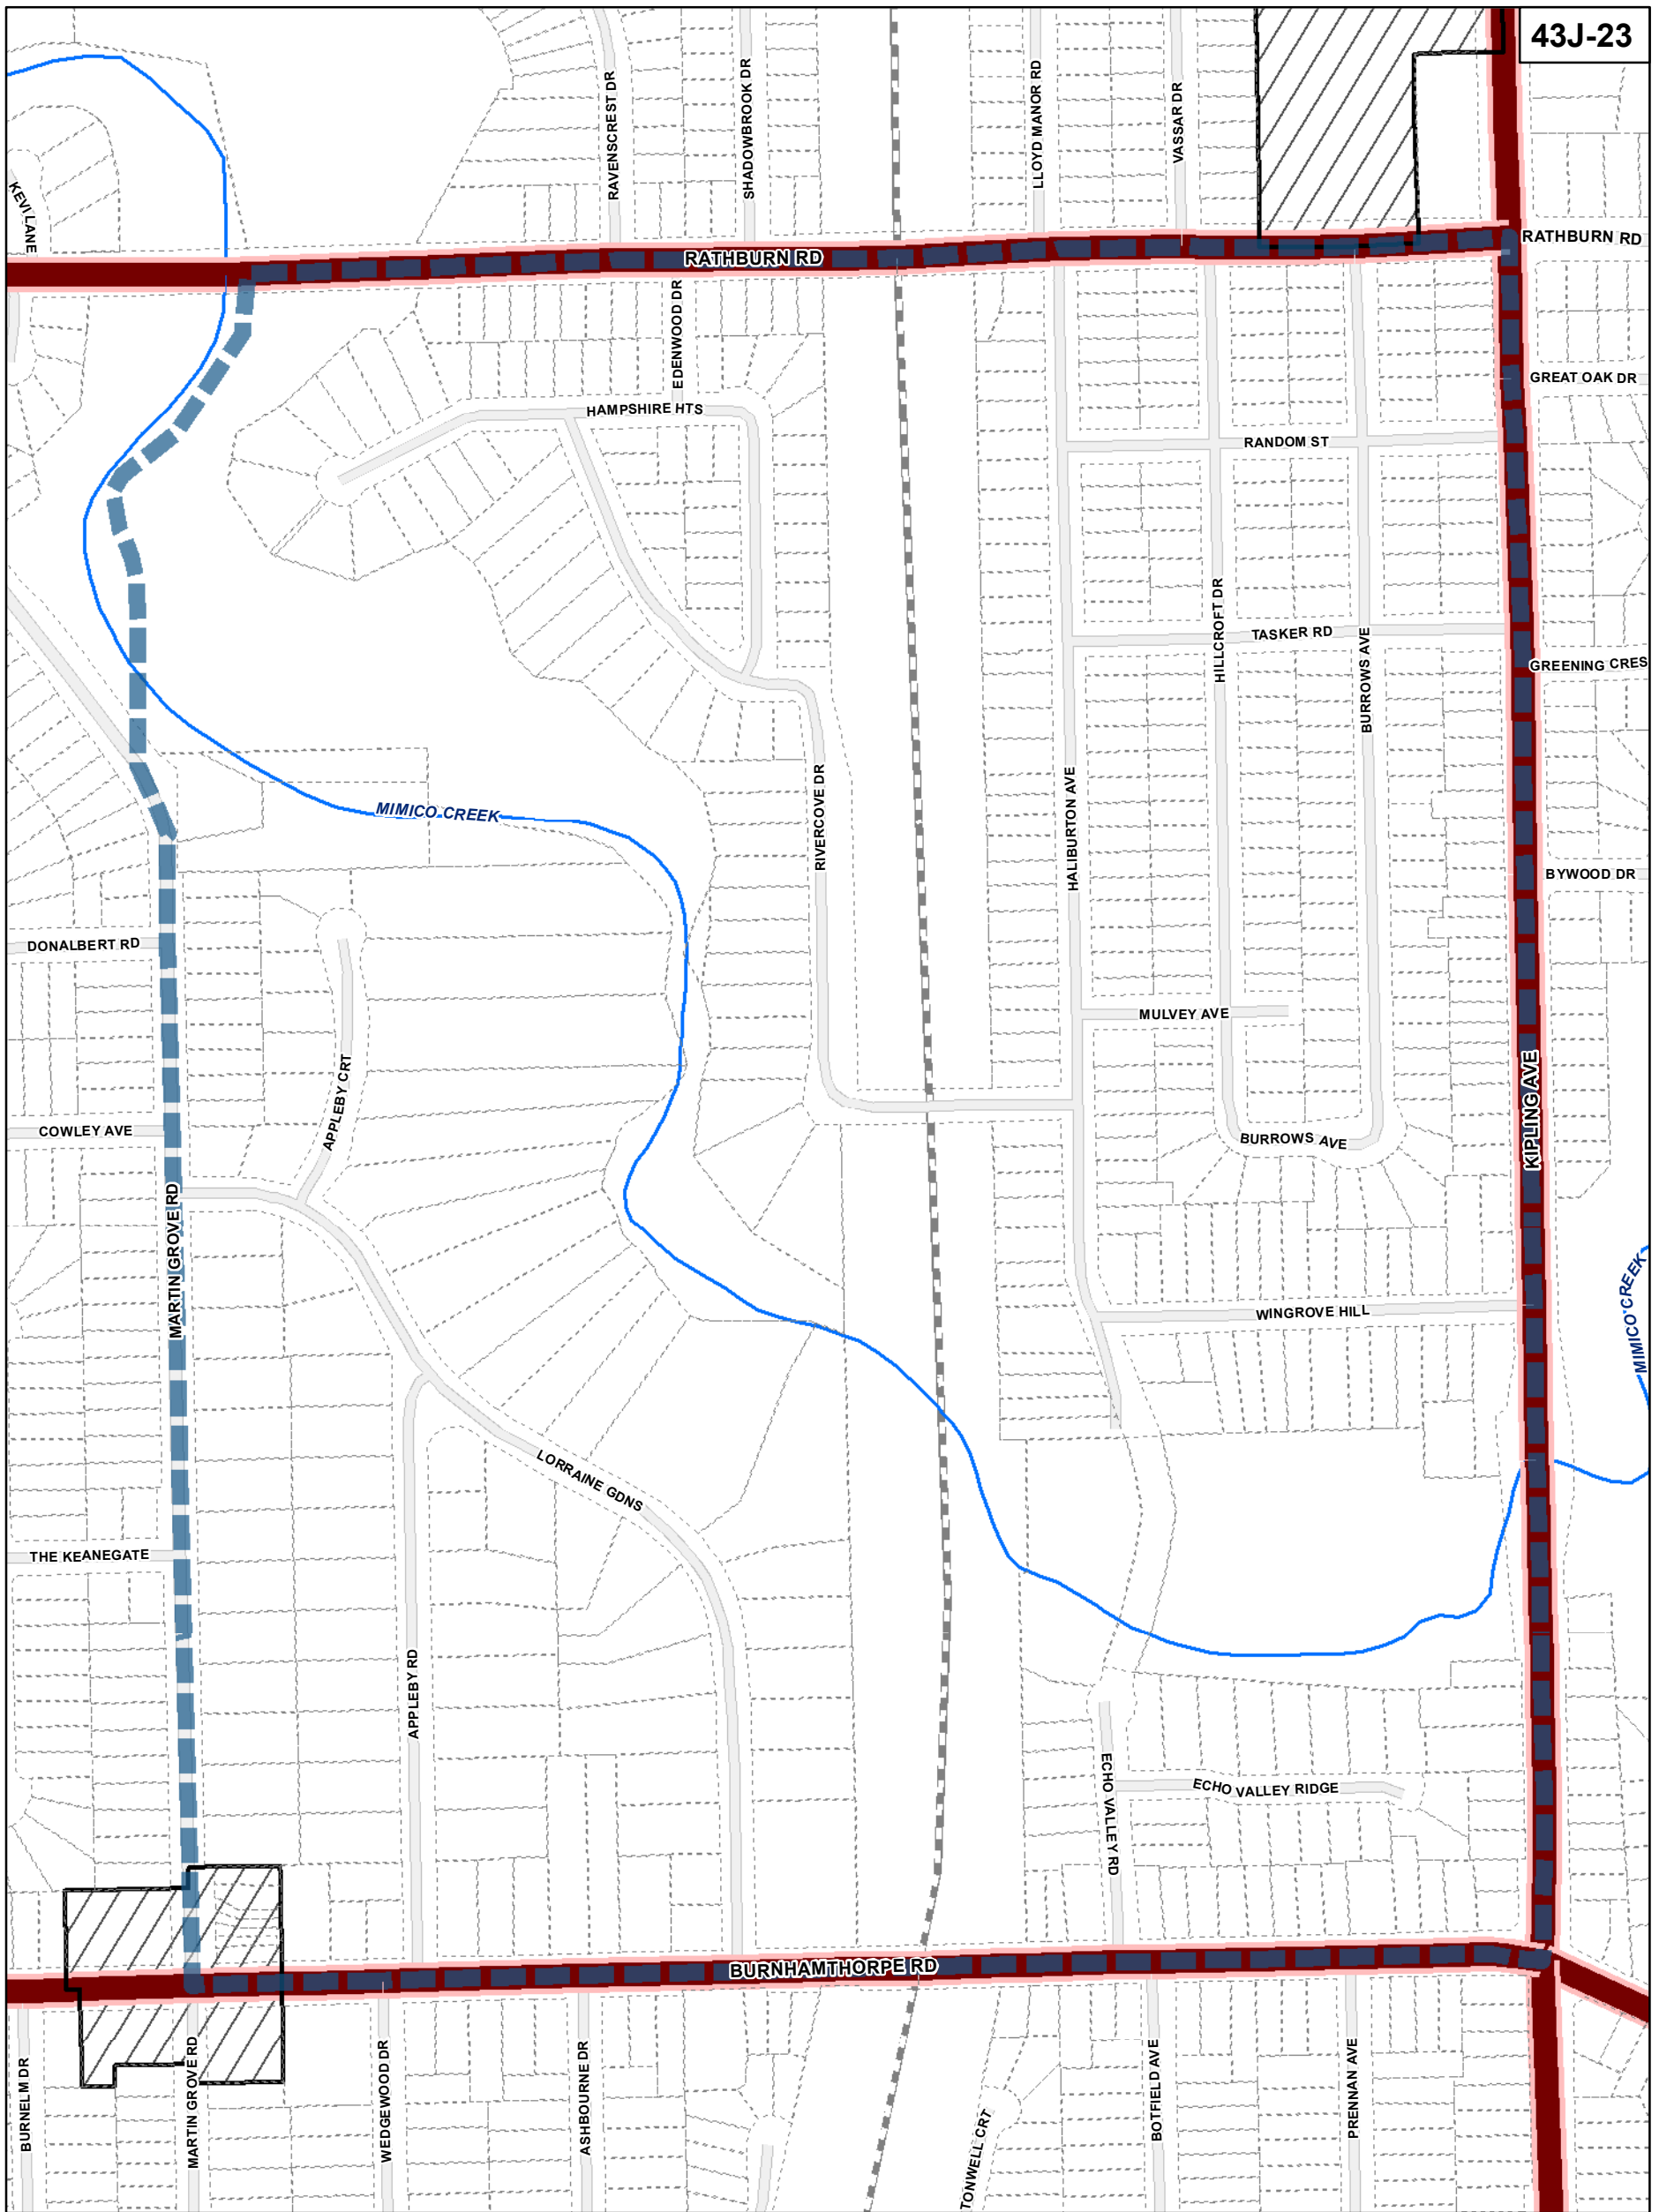 43J-23
RAVENSCREST DR
SHADOWBROOK DR
LLOYD MANOR RD
VASSAR DR
KEVI LANE
RATHBURN RD
RATHBURN RD
EDENWOOD DR
GREAT OAK DR
HAMPSHIRE HTS
RANDOM ST
HILLCROFT DR
TASKER RD
BURROWS AVE
GREENING CRES
MIMICO CREEK
RIVERCOVE DR
HALIBURTON AVE
BYWOOD DR
DONALBERT RD
MULVEY AVE
APPLEBY CRT
KIPLING AVE
COWLEY AVE
BURROWS AVE
MARTIN GROVE RD
WINGROVE HILL
MIMICO CREEK
LORRAINE GDNS
THE KEANEGATE
APPLEBY RD
ECHO VALLEY RD
ECHO VALLEY RIDGE
BURNHAMTHORPE RD
BURNELM DR
MARTIN GROVE RD
WEDGEWOOD DR
ASHBOURNE DR
TONWELL CRT
BOTFIELD AVE
PRENNAN AVE